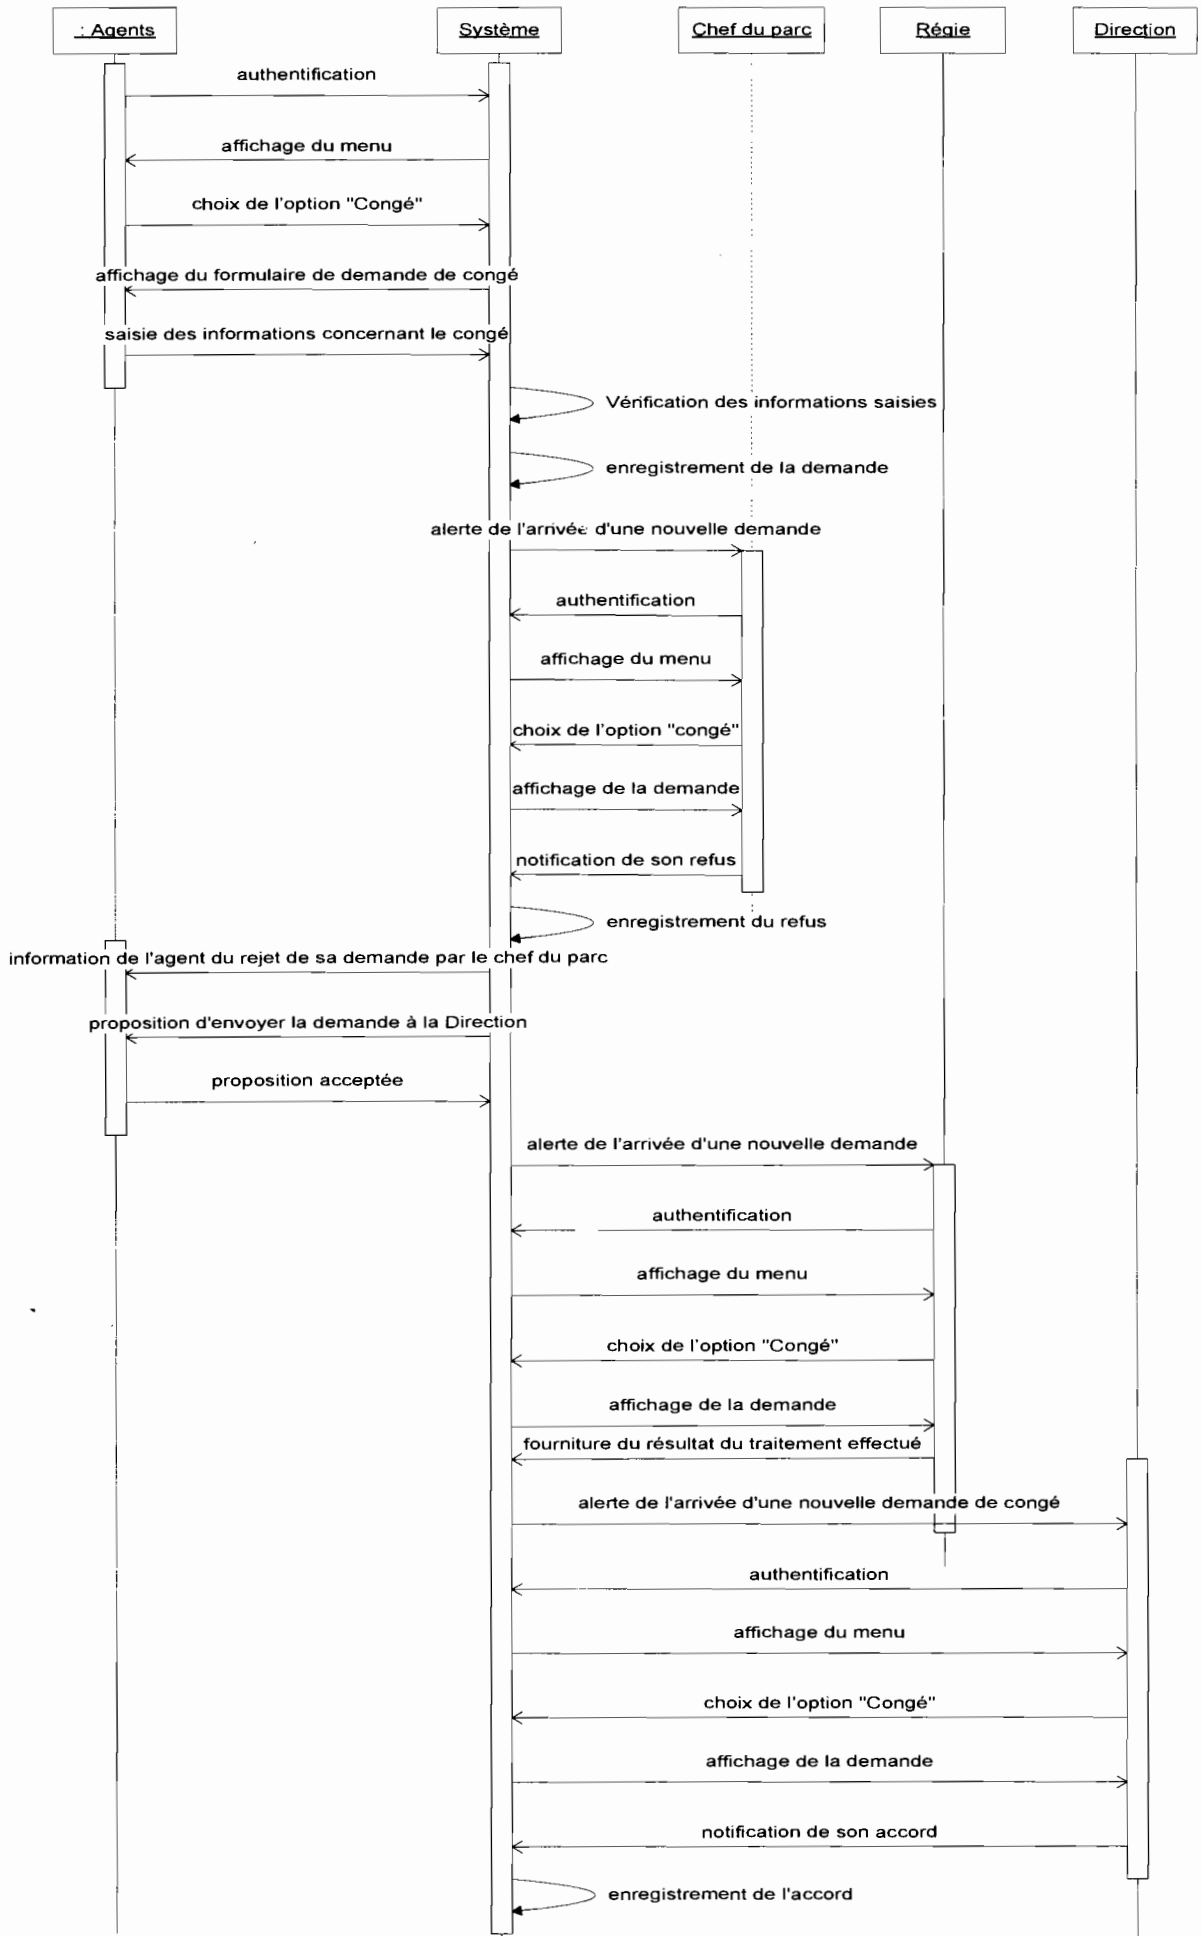 : Agents
Système
Chef du parc
Régie
Direction
authentification
affichage du menu
choix de l'option "Congé"
affichage du formulaire de demande de congé
saisie des informations concernant le congé
Vérification des informations saisies
enregistrement de la demande
alerte de l'arrivée d'une nouvelle demande
authentification
affichage du menu
choix de l'option "congé"
affichage de la demande
notification de son refus
enregistrement du refus
information de l'agent du rejet de sa demande par le chef du parc
proposition d'envoyer la demande à la Direction
proposition acceptée
alerte de l'arrivée d'une nouvelle demande
authentification
affichage du menu
choix de l'option "Congé"
affichage de la demande
fourniture du résultat du traitement effectué
alerte de l'arrivée d'une nouvelle demande de congé
authentification
affichage du menu
choix de l'option "Congé"
affichage de la demande
notification de son accord
enregistrement de l'accord